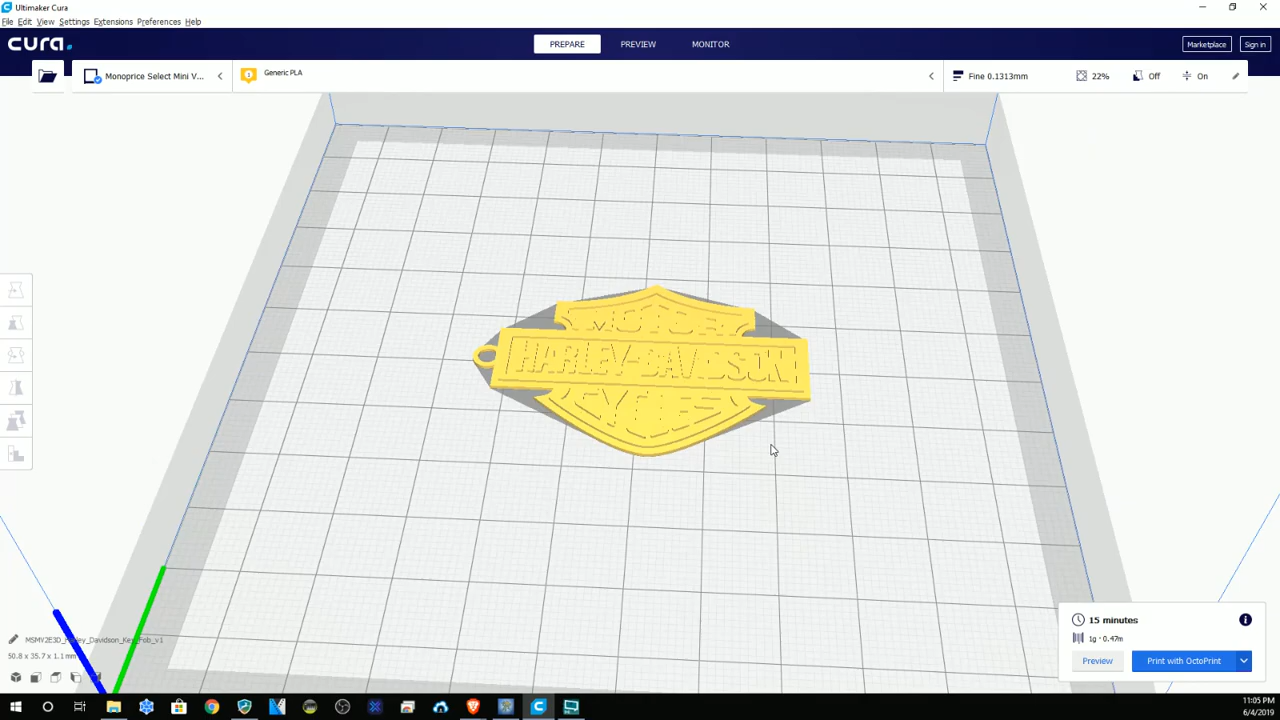 Ultimaker Cura
File Edit View Settings Extensions Preferences Help
cura.
PREPARE PREVIEW MONITOR
Marketplace Sign in
Monoprice Select Mini V...
1 Generic PLA
Fine 0.1313mm 22% Off On
MOTOR
HARLEY-DAVIDSON
CYCLES
15 minutes
1g · 0.47m
Preview Print with OctoPrint
MSMV2E3D_Harley_Davidson_Key_Fob_v1
50.8 x 35.7 x 1.1 mm
11:05 PM
6/4/2019